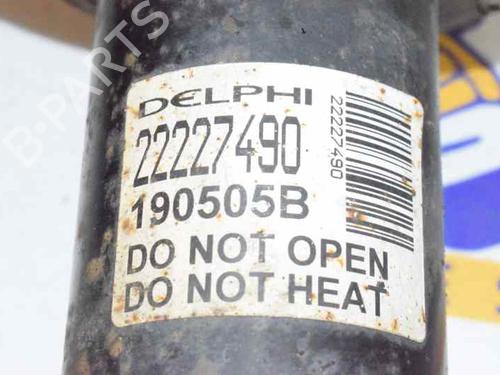 DELPHI
22227490
190505B
DO NOT OPEN
DO NOT HEAT
22227490
B-PARTS